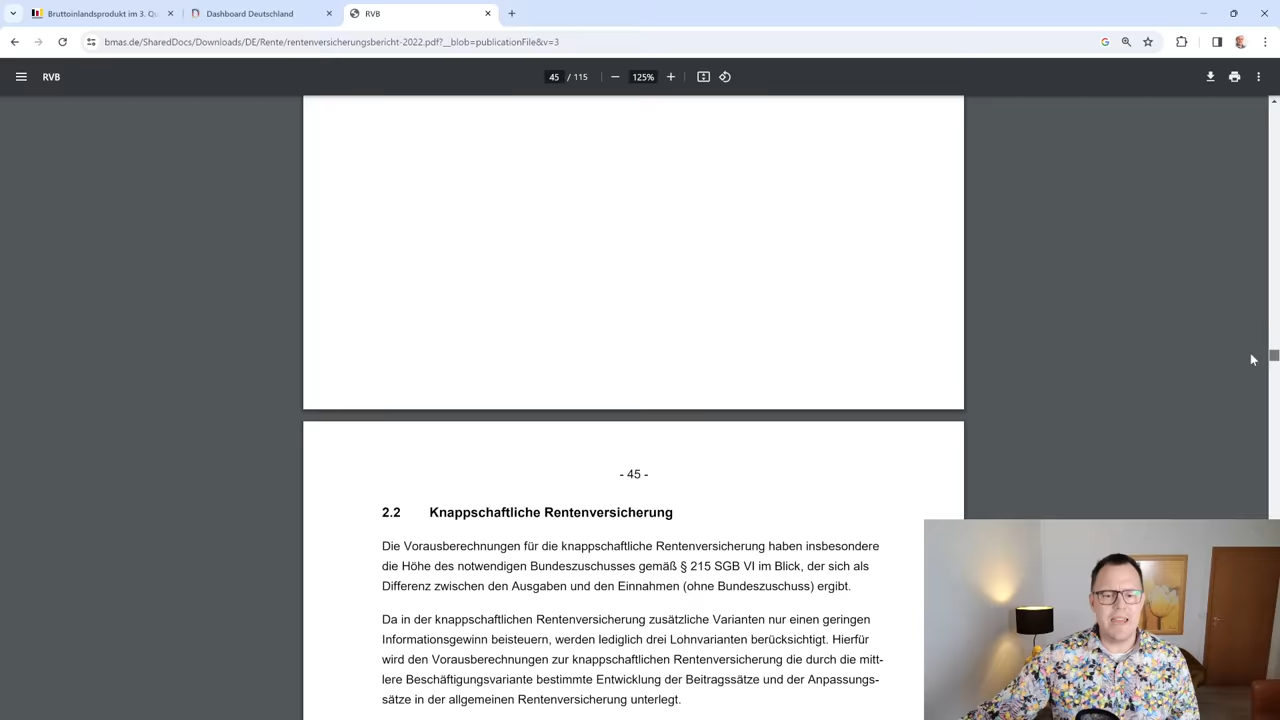 Bruttoinlandsprodukt im 3. Qu
Dashboard Deutschland
RVB
bmas.de/SharedDocs/Downloads/DE/Rente/rentenversicherungsbericht-2022.pdf?__blob=publicationFile&v=3
RVB
45 / 115
125%
- 45 -
2.2 Knappschaftliche Rentenversicherung
Die Vorausberechnungen für die knappschaftliche Rentenversicherung haben insbesondere
die Höhe des notwendigen Bundeszuschusses gemäß § 215 SGB VI im Blick, der sich als
Differenz zwischen den Ausgaben und den Einnahmen (ohne Bundeszuschuss) ergibt.
Da in der knappschaftlichen Rentenversicherung zusätzliche Varianten nur einen geringen
Informationsgewinn beisteuern, werden lediglich drei Lohnvarianten berücksichtigt. Hierfür
wird den Vorausberechnungen zur knappschaftlichen Rentenversicherung die durch die mitt-
lere Beschäftigungsvariante bestimmte Entwicklung der Beitragssätze und der Anpassungs-
sätze in der allgemeinen Rentenversicherung unterlegt.